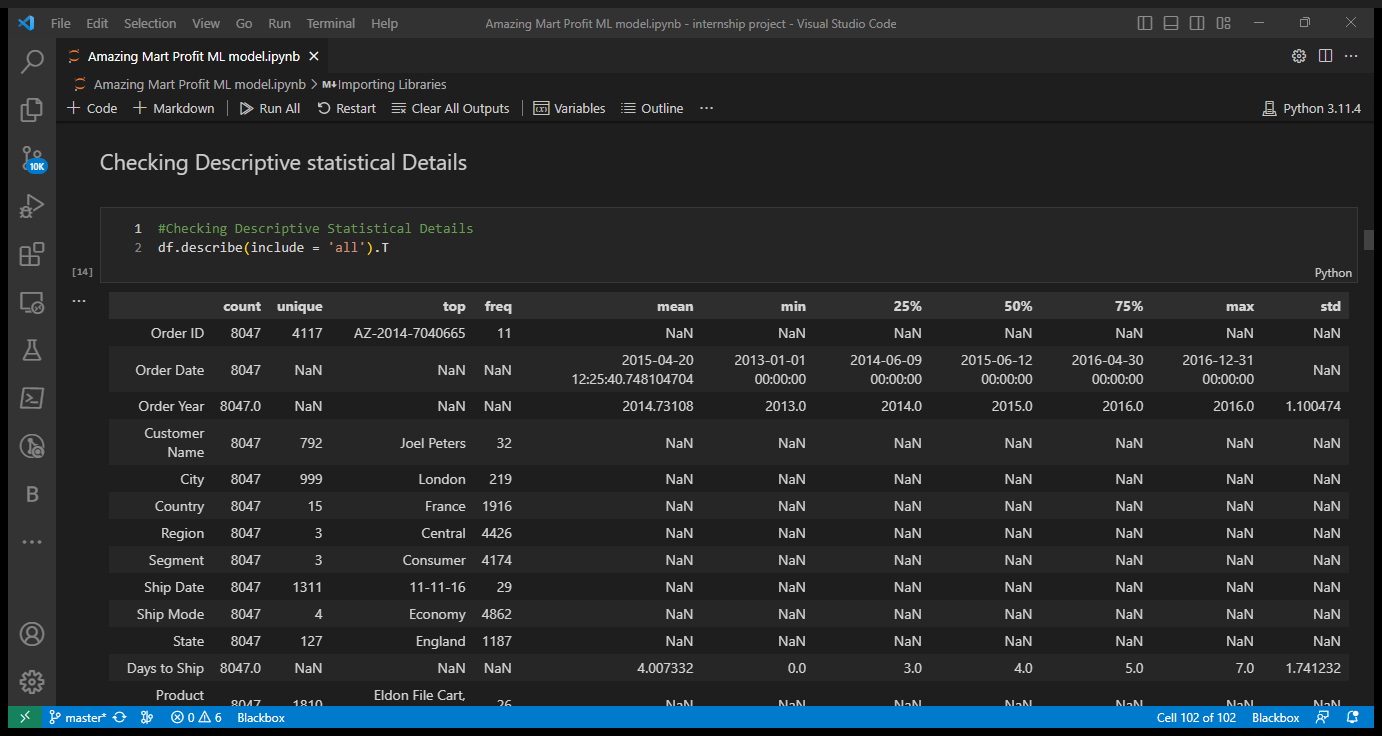 File Edit Selection View Go Run Terminal Help Amazing Mart Profit ML model.ipynb - internship project - Visual Studio Code
Amazing Mart Profit ML model.ipynb
Amazing Mart Profit ML model.ipynb > M↓Importing Libraries
+ Code + Markdown Run All Restart Clear All Outputs Variables Outline ... Python 3.11.4
10K
Checking Descriptive statistical Details
1 #Checking Descriptive Statistical Details
2 df.describe(include = 'all').T
[14] Python
count unique top freq mean min 25% 50% 75% max std
Order ID 8047 4117 AZ-2014-7040665 11 NaN NaN NaN NaN NaN NaN NaN
Order Date 8047 NaN NaN NaN 2015-04-20 12:25:40.748104704 2013-01-01 00:00:00 2014-06-09 00:00:00 2015-06-12 00:00:00 2016-04-30 00:00:00 2016-12-31 00:00:00 NaN
Order Year 8047.0 NaN NaN NaN 2014.73108 2013.0 2014.0 2015.0 2016.0 2016.0 1.100474
Customer Name 8047 792 Joel Peters 32 NaN NaN NaN NaN NaN NaN NaN
City 8047 999 London 219 NaN NaN NaN NaN NaN NaN NaN
Country 8047 15 France 1916 NaN NaN NaN NaN NaN NaN NaN
Region 8047 3 Central 4426 NaN NaN NaN NaN NaN NaN NaN
Segment 8047 3 Consumer 4174 NaN NaN NaN NaN NaN NaN NaN
Ship Date 8047 1311 11-11-16 29 NaN NaN NaN NaN NaN NaN NaN
Ship Mode 8047 4 Economy 4862 NaN NaN NaN NaN NaN NaN NaN
State 8047 127 England 1187 NaN NaN NaN NaN NaN NaN NaN
Days to Ship 8047.0 NaN NaN NaN 4.007332 0.0 3.0 4.0 5.0 7.0 1.741232
Product 8047 1810 Eldon File Cart, 26 NaN NaN NaN NaN NaN NaN NaN
master* 0 6 Blackbox Cell 102 of 102 Blackbox